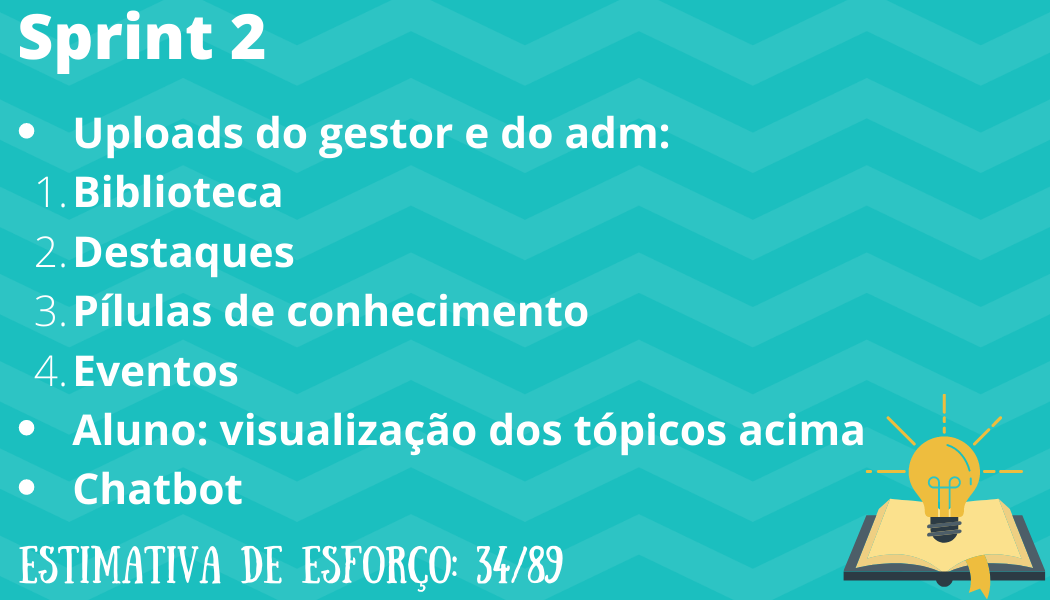 Sprint 2
• Uploads do gestor e do adm:
1. Biblioteca
2. Destaques
3. Pílulas de conhecimento
4. Eventos
• Aluno: visualização dos tópicos acima
• Chatbot
ESTIMATIVA DE ESFORÇO: 34/89